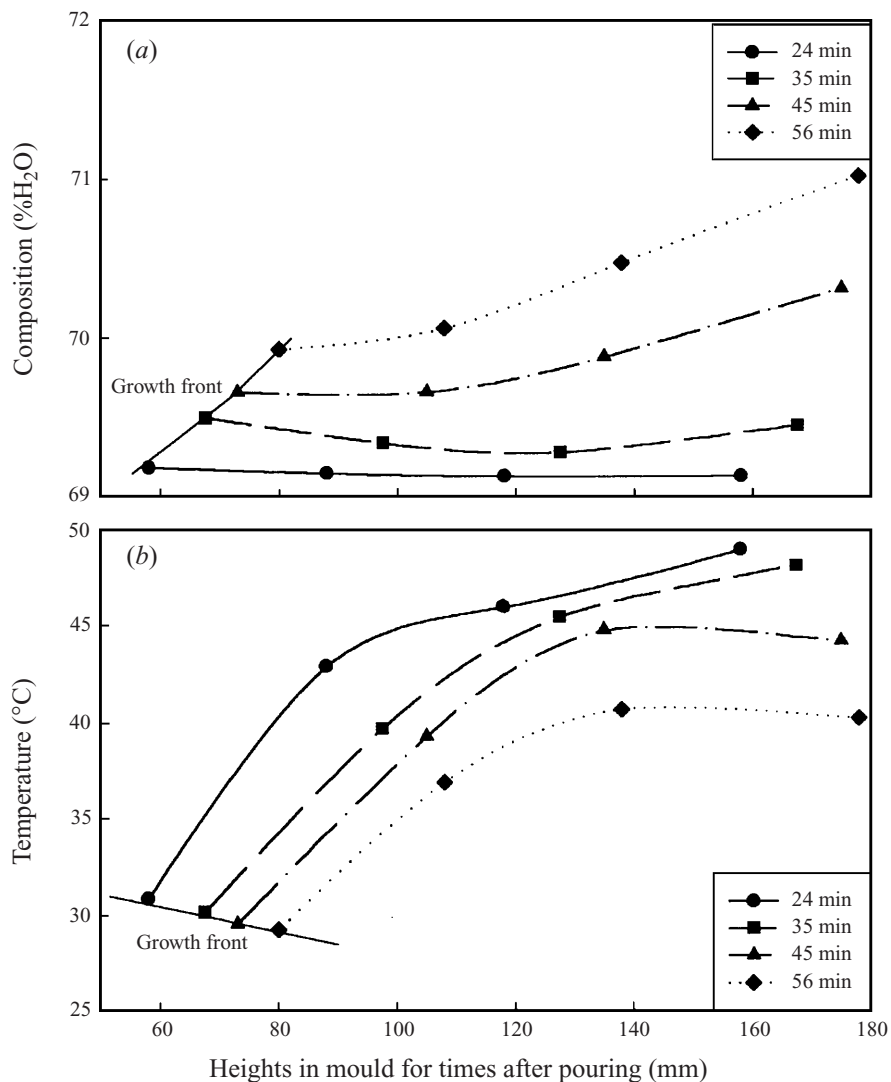 (a)
24 min
35 min
45 min
56 min
72
71
70
69
Composition (%H₂O)
Growth front
(b)
50
45
40
35
30
25
Temperature (°C)
Growth front
24 min
35 min
45 min
56 min
60 80 100 120 140 160 180
Heights in mould for times after pouring (mm)